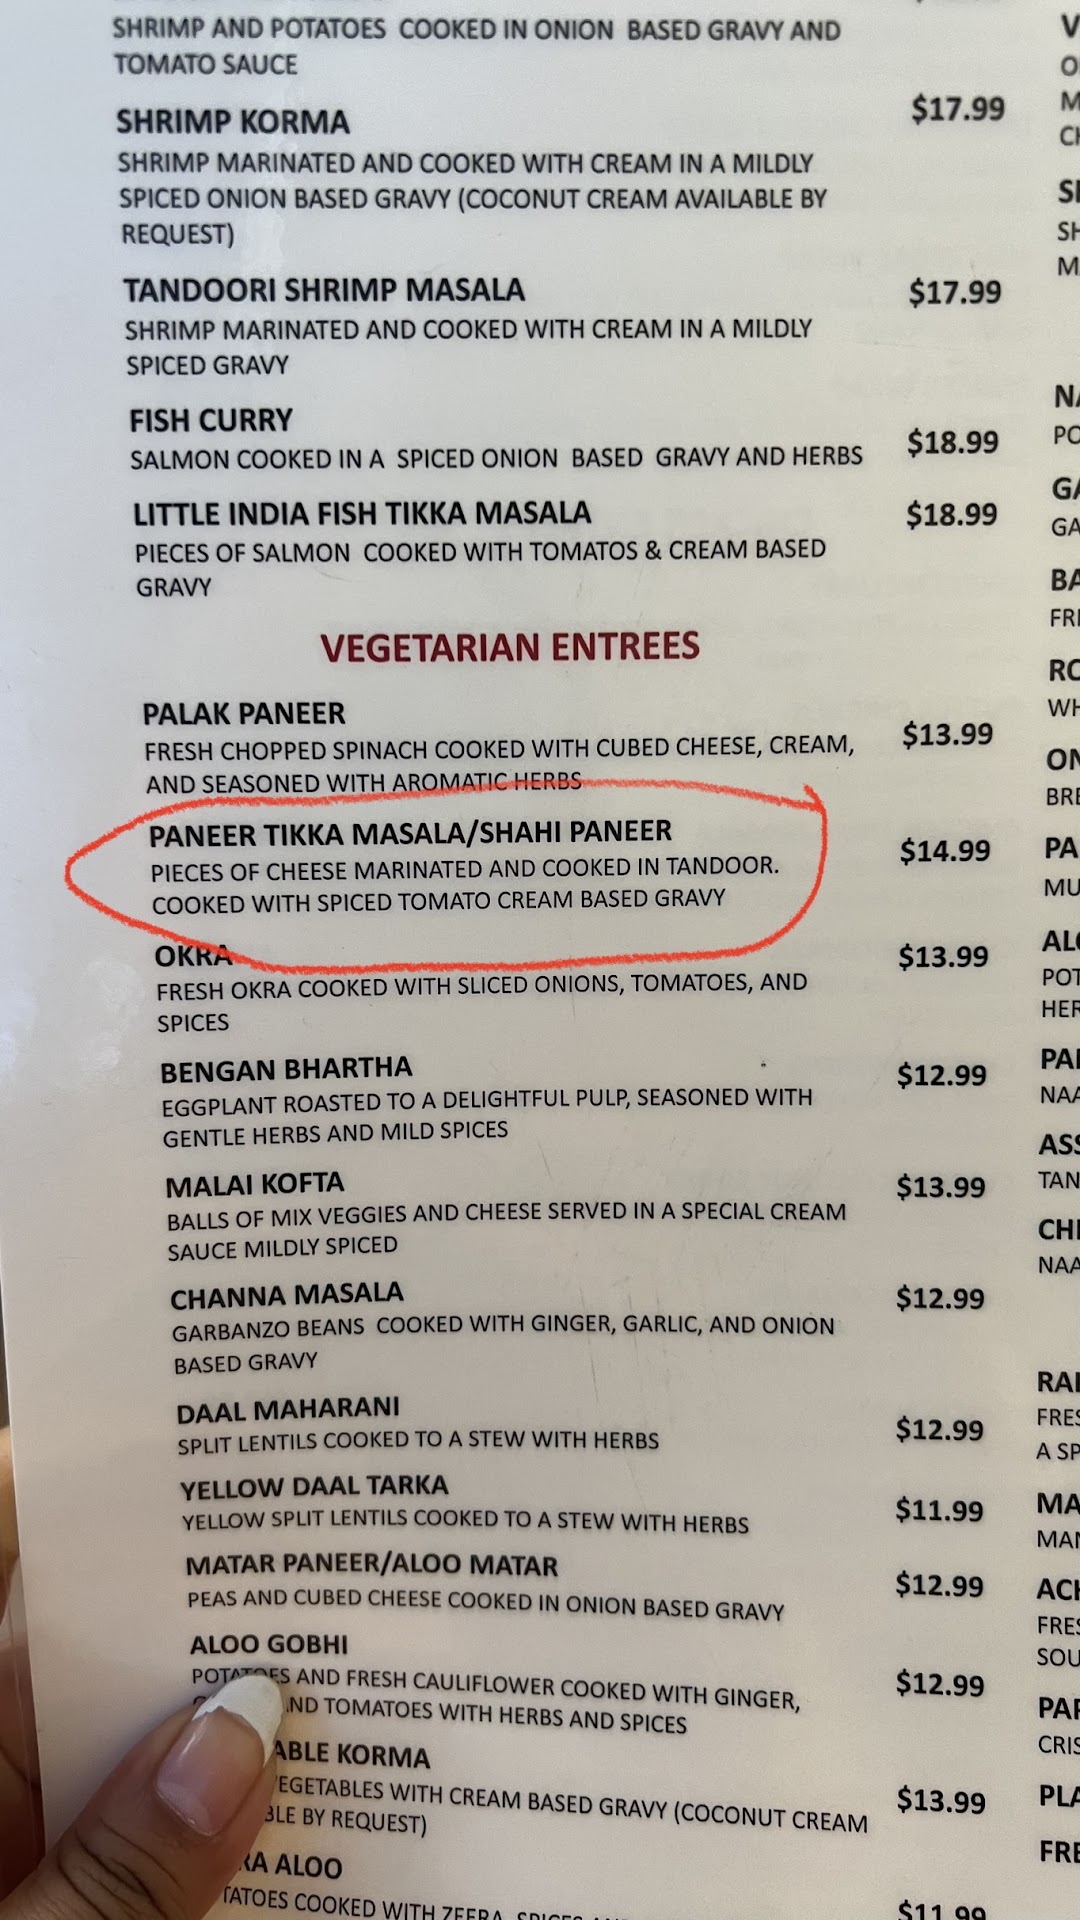 SHRIMP AND POTATOES COOKED IN ONION BASED GRAVY AND
TOMATO SAUCE
SHRIMP KORMA $17.99
SHRIMP MARINATED AND COOKED WITH CREAM IN A MILDLY
SPICED ONION BASED GRAVY (COCONUT CREAM AVAILABLE BY
REQUEST)
TANDOORI SHRIMP MASALA $17.99
SHRIMP MARINATED AND COOKED WITH CREAM IN A MILDLY
SPICED GRAVY
FISH CURRY $18.99
SALMON COOKED IN A SPICED ONION BASED GRAVY AND HERBS
LITTLE INDIA FISH TIKKA MASALA $18.99
PIECES OF SALMON COOKED WITH TOMATOS & CREAM BASED
GRAVY
VEGETARIAN ENTREES
PALAK PANEER $13.99
FRESH CHOPPED SPINACH COOKED WITH CUBED CHEESE, CREAM,
AND SEASONED WITH AROMATIC HERBS
PANEER TIKKA MASALA/SHAHI PANEER $14.99
PIECES OF CHEESE MARINATED AND COOKED IN TANDOOR.
COOKED WITH SPICED TOMATO CREAM BASED GRAVY
OKRA $13.99
FRESH OKRA COOKED WITH SLICED ONIONS, TOMATOES, AND
SPICES
BENGAN BHARTHA $12.99
EGGPLANT ROASTED TO A DELIGHTFUL PULP, SEASONED WITH
GENTLE HERBS AND MILD SPICES
MALAI KOFTA $13.99
BALLS OF MIX VEGGIES AND CHEESE SERVED IN A SPECIAL CREAM
SAUCE MILDLY SPICED
CHANNA MASALA $12.99
GARBANZO BEANS COOKED WITH GINGER, GARLIC, AND ONION
BASED GRAVY
DAAL MAHARANI $12.99
SPLIT LENTILS COOKED TO A STEW WITH HERBS
YELLOW DAAL TARKA $11.99
YELLOW SPLIT LENTILS COOKED TO A STEW WITH HERBS
MATAR PANEER/ALOO MATAR $12.99
PEAS AND CUBED CHEESE COOKED IN ONION BASED GRAVY
ALOO GOBHI $12.99
POTATOES AND FRESH CAULIFLOWER COOKED WITH GINGER,
AND TOMATOES WITH HERBS AND SPICES
KORMA $13.99
VEGETABLES WITH CREAM BASED GRAVY (COCONUT CREAM
BY REQUEST)
ALOO $11.99
COOKED WITH ZEERA, SPICES